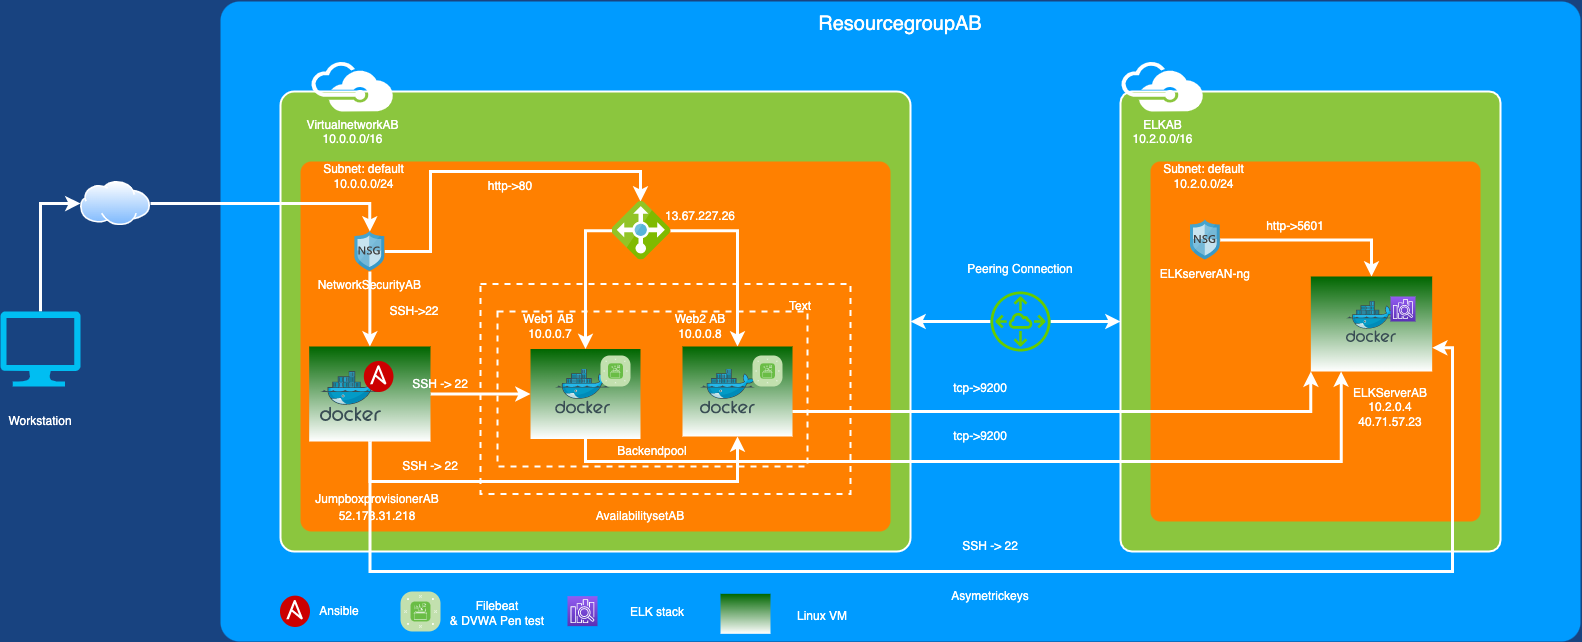 ResourcegroupAB
VirtualnetworkAB
10.0.0.0/16
ELKAB
10.2.0.0/16
Subnet: default
10.0.0.0/24
http->80
13.67.227.26
Subnet: default
10.2.0.0/24
NSG
NetworkSecurityAB
NSG
http->5601
ELKserverAN-ng
Peering Connection
SSH->22
Text
Web1 AB
10.0.0.7
Web2 AB
10.0.0.8
docker
SSH -> 22
docker
docker
docker
tcp->9200
ELKServerAB
10.2.0.4
40.71.57.23
Workstation
tcp->9200
Backendpool
SSH -> 22
JumpboxprovisionerAB
52.173.31.218
AvailabilitysetAB
SSH -> 22
Asymetrickeys
Ansible
Filebeat
& DVWA Pen test
ELK stack
Linux VM